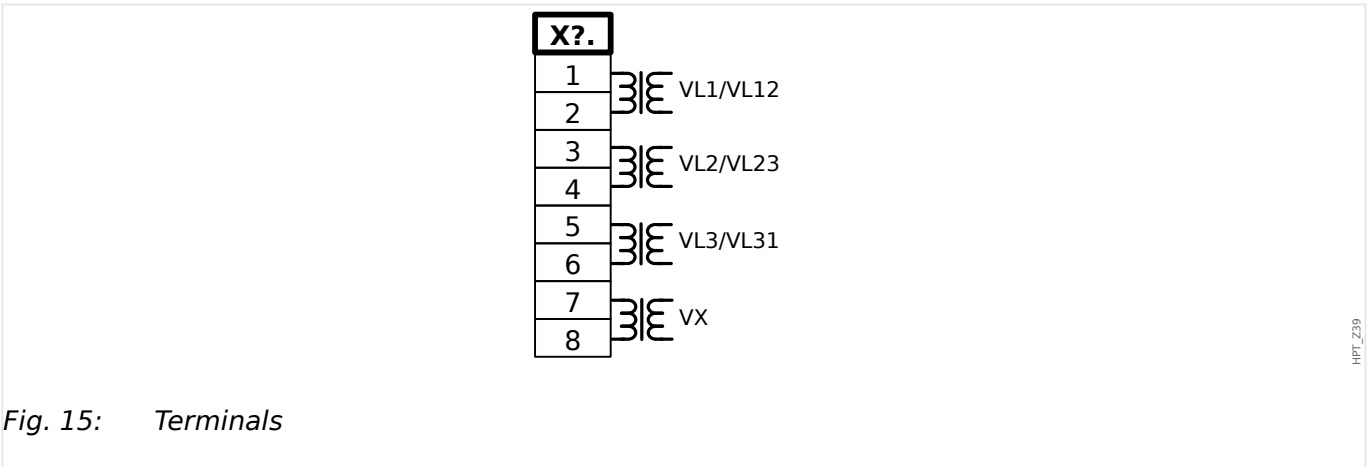 X?.
1
VL1/VL12
2
3
VL2/VL23
4
5
VL3/VL31
6
7
VX
8
HPT_Z39
Fig. 15: Terminals